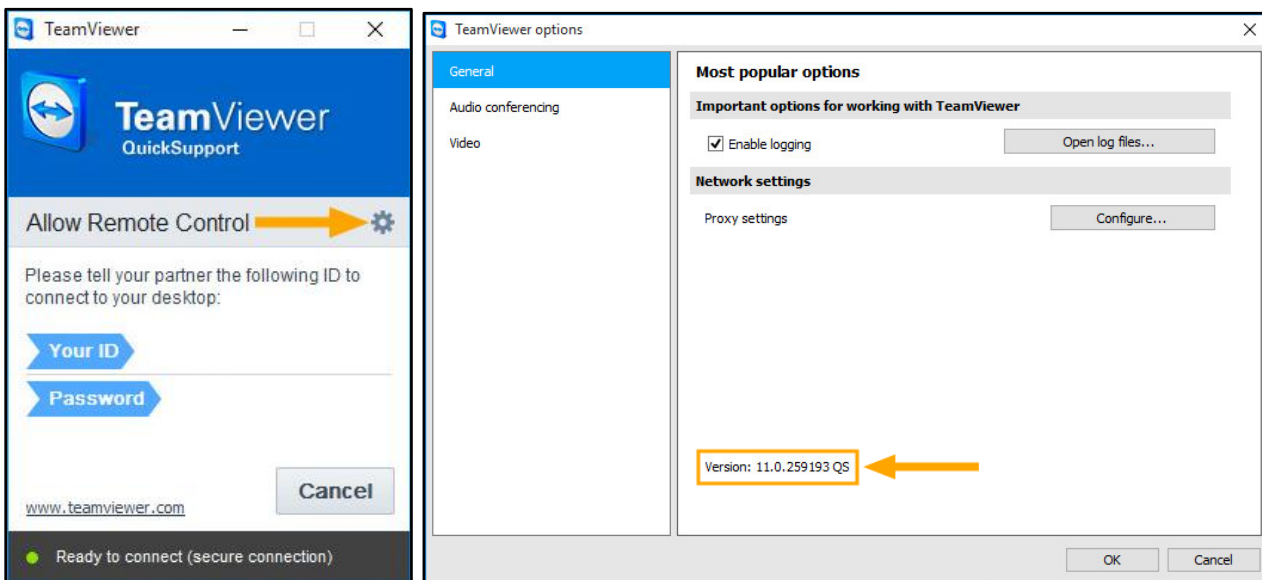 TeamViewer
TeamViewer
QuickSupport
Allow Remote Control
Please tell your partner the following ID to
connect to your desktop:
Your ID
Password
Cancel
www.teamviewer.com
Ready to connect (secure connection)
TeamViewer options
General
Audio conferencing
Video
Most popular options
Important options for working with TeamViewer
Enable logging
Open log files...
Network settings
Proxy settings
Configure...
Version: 11.0.259193 QS
OK
Cancel